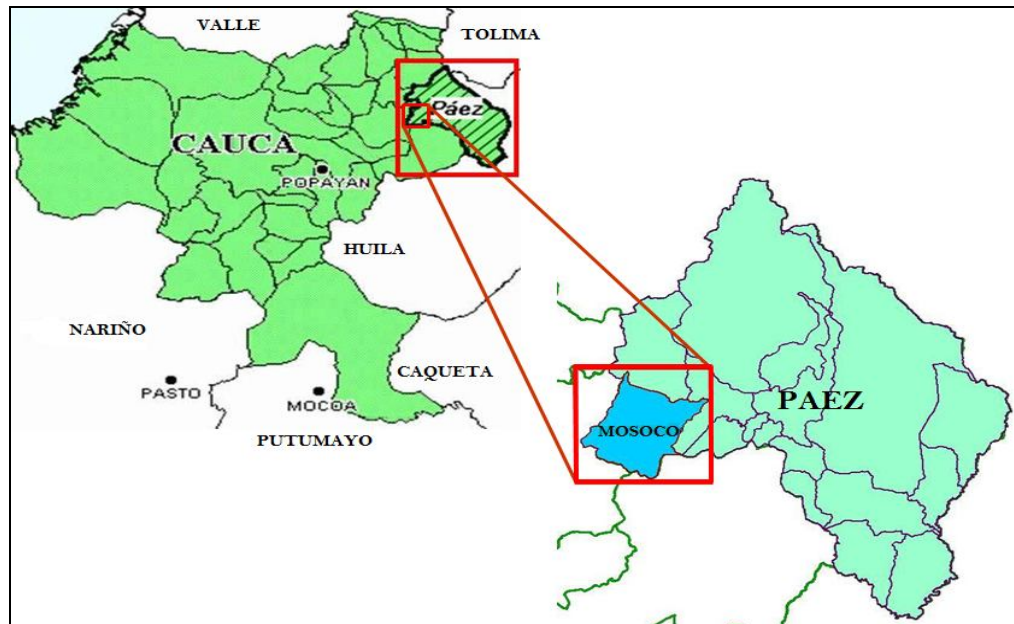 VALLE
TOLIMA
Páez
CAUCA
POPAYAN
HUILA
NARIÑO
CAQUETA
PASTO
MOCOA
PUTUMAYO
PAEZ
MOSOCO